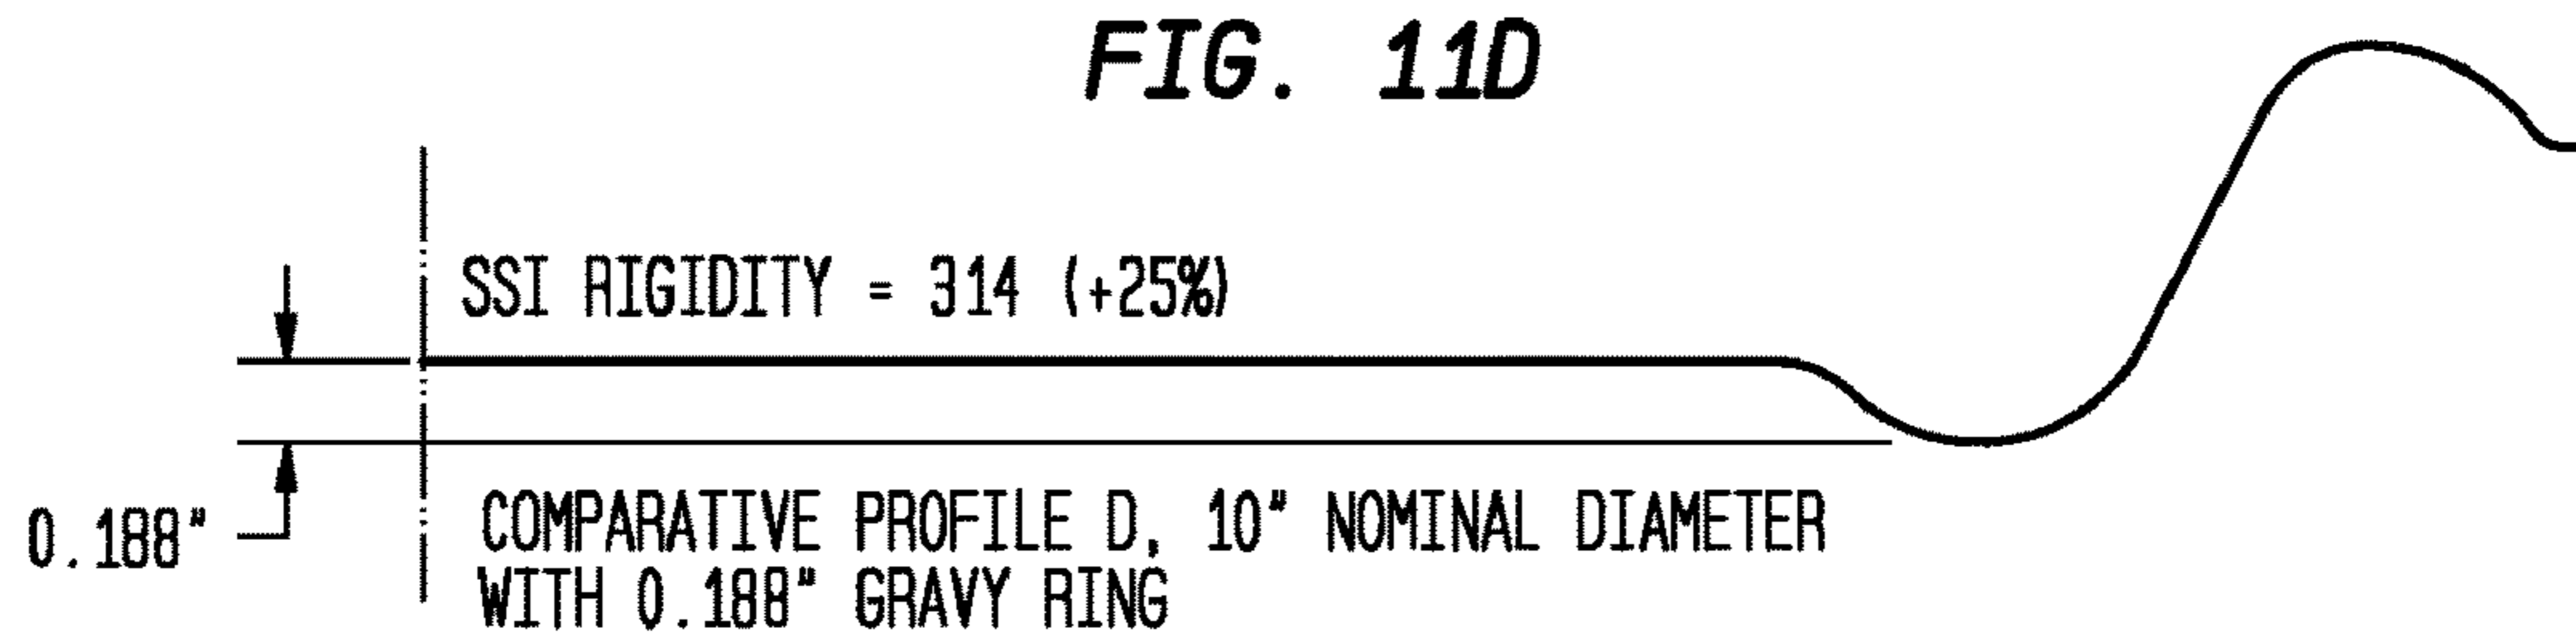 FIG. 11D
SSI RIGIDITY = 314 (+25%)
0.188"
COMPARATIVE PROFILE D, 10" NOMINAL DIAMETER
WITH 0.188" GRAVY RING